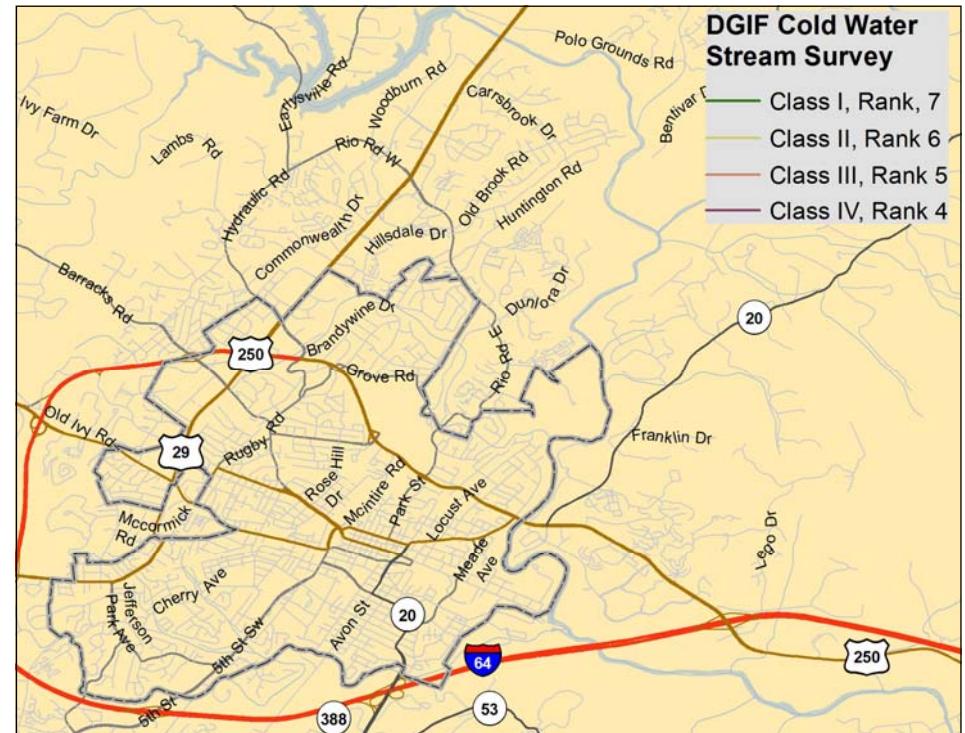 DGIF Cold Water
Stream Survey
Class I, Rank, 7
Class II, Rank 6
Class III, Rank 5
Class IV, Rank 4
Polo Grounds Rd
Earlysville Rd
Woodburn Rd
Carrsbrook Dr
Ivy Farm Dr
Lambs Rd
Rio Rd W
Old Brook Rd
Huntington Rd
Hydraulic Rd
Commonwealth Dr
Hillsdale Dr
Barracks Rd
Dunlora Dr
Brandywine Dr
20
250
Rio Rd E
Grove Rd
Old Ivy Rd
29
Rugby Rd
Franklin Dr
Rose Hill
Dr
Mcintire Rd
Park St
Locust Ave
Mccormick
Rd
Lego Dr
Meade
Ave
Cherry Ave
Jefferson
Park Ave
20
Avon St
5th St Sw
64
250
5th St
388
53